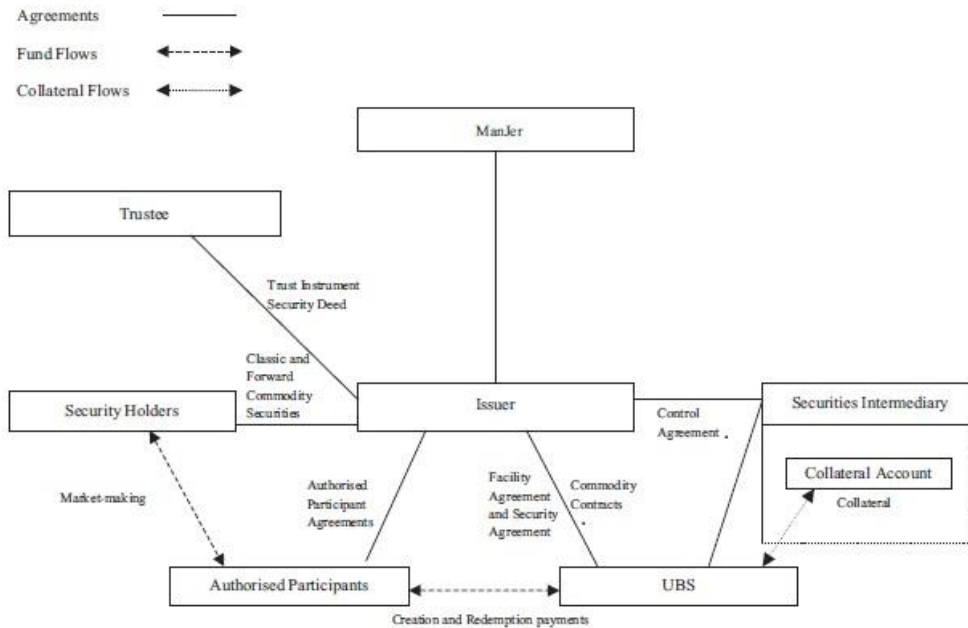 Agreements
Fund Flows
Collateral Flows
ManJer
Trustee
Trust Instrument
Security Deed
Classic and
Forward
Commodity
Securities
Security Holders
Issuer
Securities Intermediary
Control
Agreement .
Collateral Account
Collateral
Market-making
Authorised
Participant
Agreements
Facility
Agreement
and Security
Agreement
Commodity
Contracts
.
Authorised Participants
UBS
Creation and Redemption payments